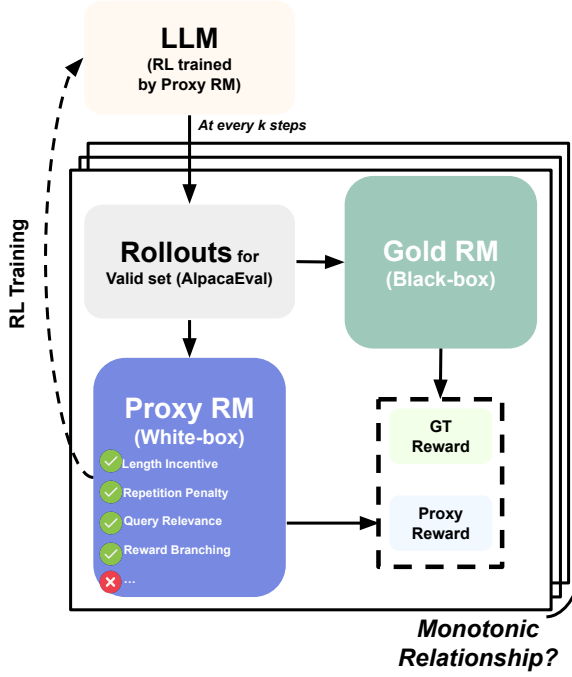 LLM
(RL trained
by Proxy RM)
At every k steps
RL Training
Rollouts for
Valid set (AlpacaEval)
Gold RM
(Black-box)
Proxy RM
(White-box)
Length Incentive
Repetition Penalty
Query Relevance
Reward Branching
...
GT
Reward
Proxy
Reward
Monotonic
Relationship?